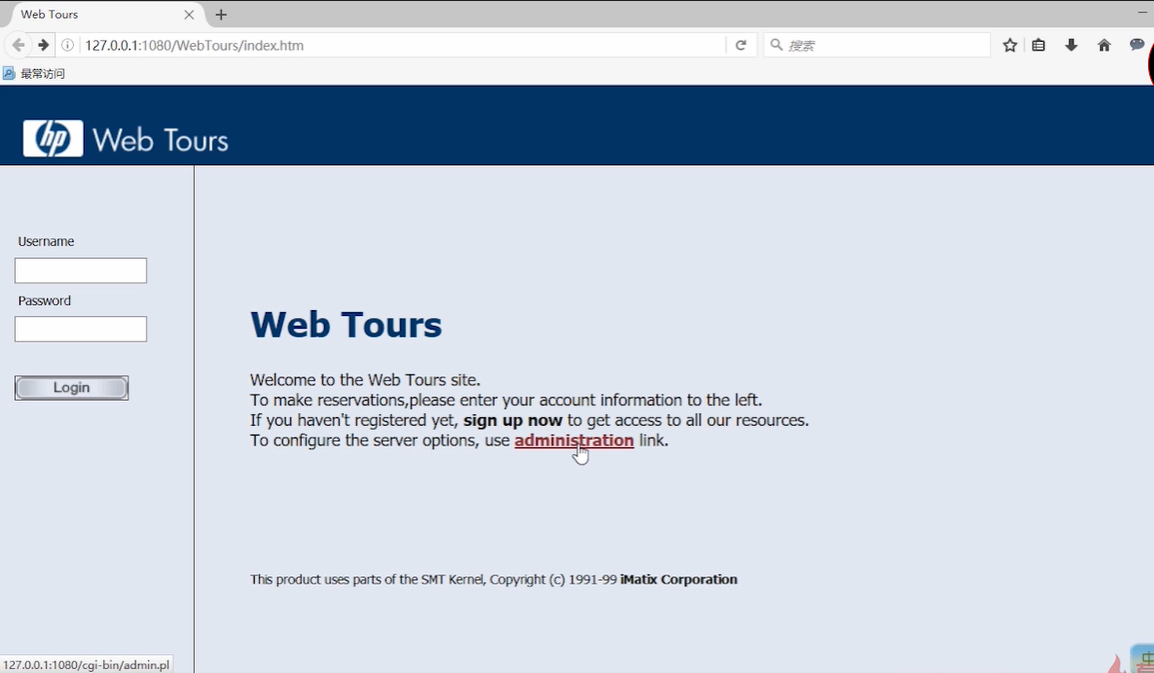 Web Tours
127.0.0.1:1080/WebTours/index.htm
搜索
最常访问
hp Web Tours
Username
Password
Login
Web Tours
Welcome to the Web Tours site.
To make reservations,please enter your account information to the left.
If you haven't registered yet, sign up now to get access to all our resources.
To configure the server options, use administration link.
This product uses parts of the SMT Kernel, Copyright (c) 1991-99 iMatix Corporation
127.0.0.1:1080/cgi-bin/admin.pl